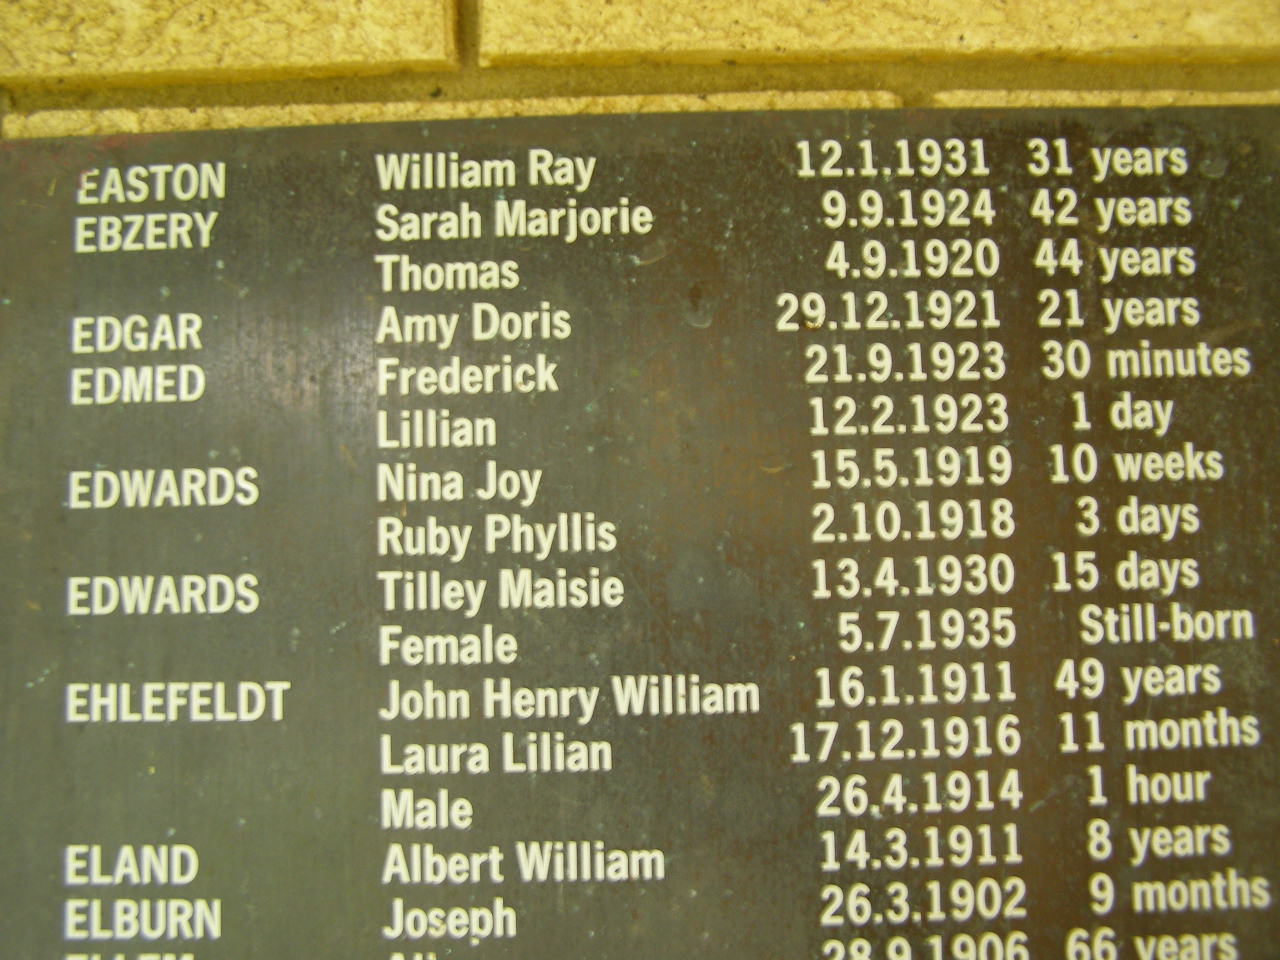 EASTON William Ray 12.1.1931 31 years
EBZERY Sarah Marjorie 9.9.1924 42 years
Thomas 4.9.1920 44 years
EDGAR Amy Doris 29.12.1921 21 years
EDMED Frederick 21.9.1923 30 minutes
Lillian 12.2.1923 1 day
EDWARDS Nina Joy 15.5.1919 10 weeks
Ruby Phyllis 2.10.1918 3 days
EDWARDS Tilley Maisie 13.4.1930 15 days
Female 5.7.1935 Still-born
EHLEFELDT John Henry William 16.1.1911 49 years
Laura Lilian 17.12.1916 11 months
Male 26.4.1914 1 hour
ELAND Albert William 14.3.1911 8 years
ELBURN Joseph 26.3.1902 9 months
28.9.1906 66 years